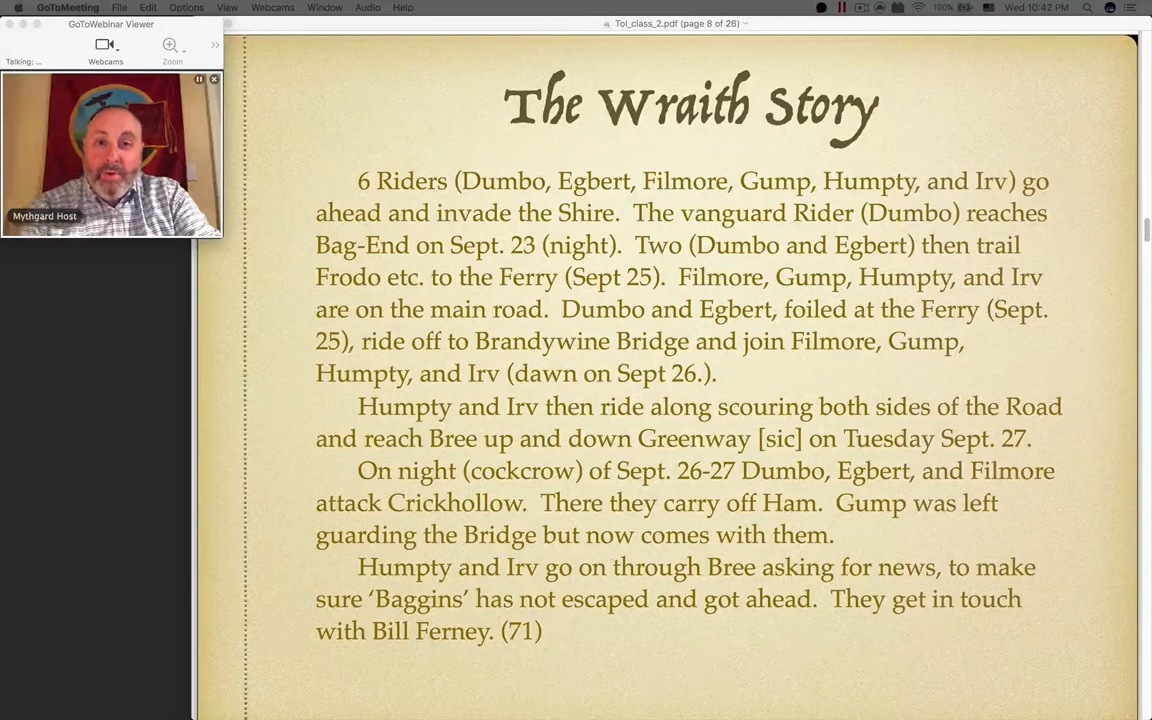 GoToMeeting File Edit Options View Webcams Window Audio Help 100% Wed 10:42 PM
GoToWebinar Viewer
Tol_class_2.pdf (page 8 of 26)
Talking: ...
Webcams
Zoom
Mythgard Host
The Wraith Story
6 Riders (Dumbo, Egbert, Filmore, Gump, Humpty, and Irv) go
ahead and invade the Shire. The vanguard Rider (Dumbo) reaches
Bag-End on Sept. 23 (night). Two (Dumbo and Egbert) then trail
Frodo etc. to the Ferry (Sept 25). Filmore, Gump, Humpty, and Irv
are on the main road. Dumbo and Egbert, foiled at the Ferry (Sept.
25), ride off to Brandywine Bridge and join Filmore, Gump,
Humpty, and Irv (dawn on Sept 26.).
Humpty and Irv then ride along scouring both sides of the Road
and reach Bree up and down Greenway [sic] on Tuesday Sept. 27.
On night (cockcrow) of Sept. 26-27 Dumbo, Egbert, and Filmore
attack Crickhollow. There they carry off Ham. Gump was left
guarding the Bridge but now comes with them.
Humpty and Irv go on through Bree asking for news, to make
sure ‘Baggins’ has not escaped and got ahead. They get in touch
with Bill Ferney. (71)